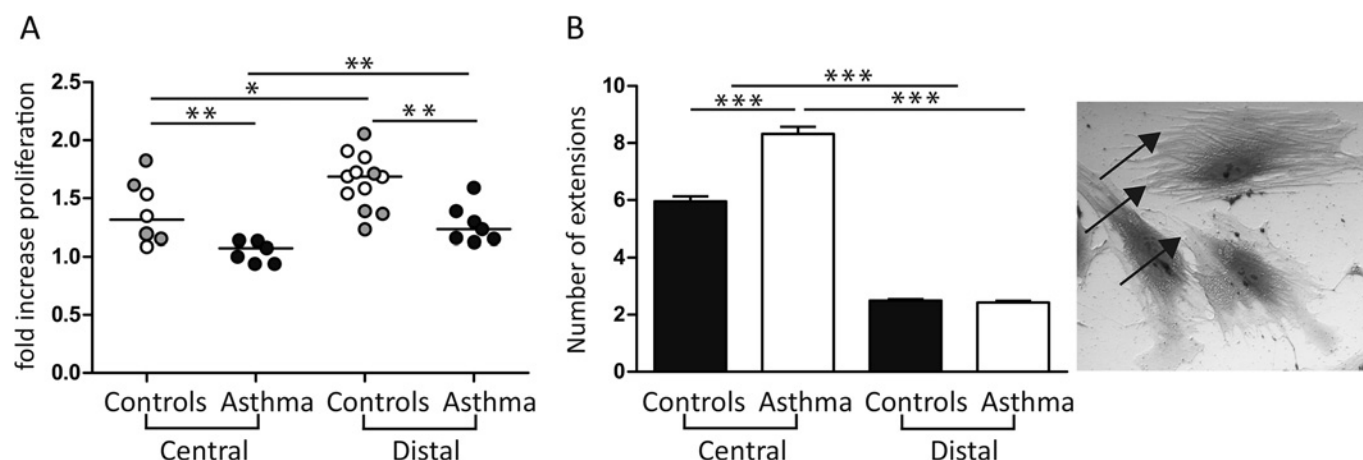 A
fold increase proliferation
2.5
2.0
1.5
1.0
0.5
0.0
**
*
**
**
Controls Asthma Controls Asthma
Central Distal
B
Number of extensions
10
8
6
4
2
0
***
*** ***
Controls Asthma Controls Asthma
Central Distal